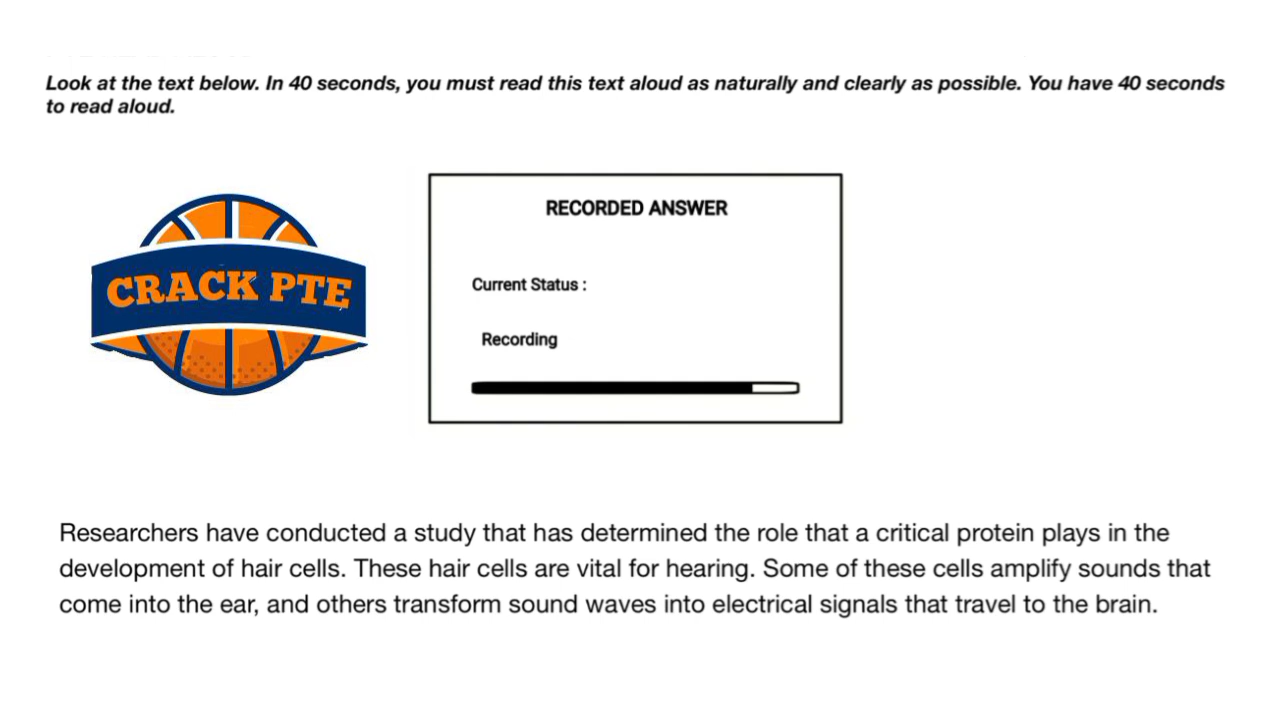 Look at the text below. In 40 seconds, you must read this text aloud as naturally and clearly as possible. You have 40 seconds
to read aloud.
CRACK PTE
RECORDED ANSWER
Current Status :
Recording
Researchers have conducted a study that has determined the role that a critical protein plays in the
development of hair cells. These hair cells are vital for hearing. Some of these cells amplify sounds that
come into the ear, and others transform sound waves into electrical signals that travel to the brain.